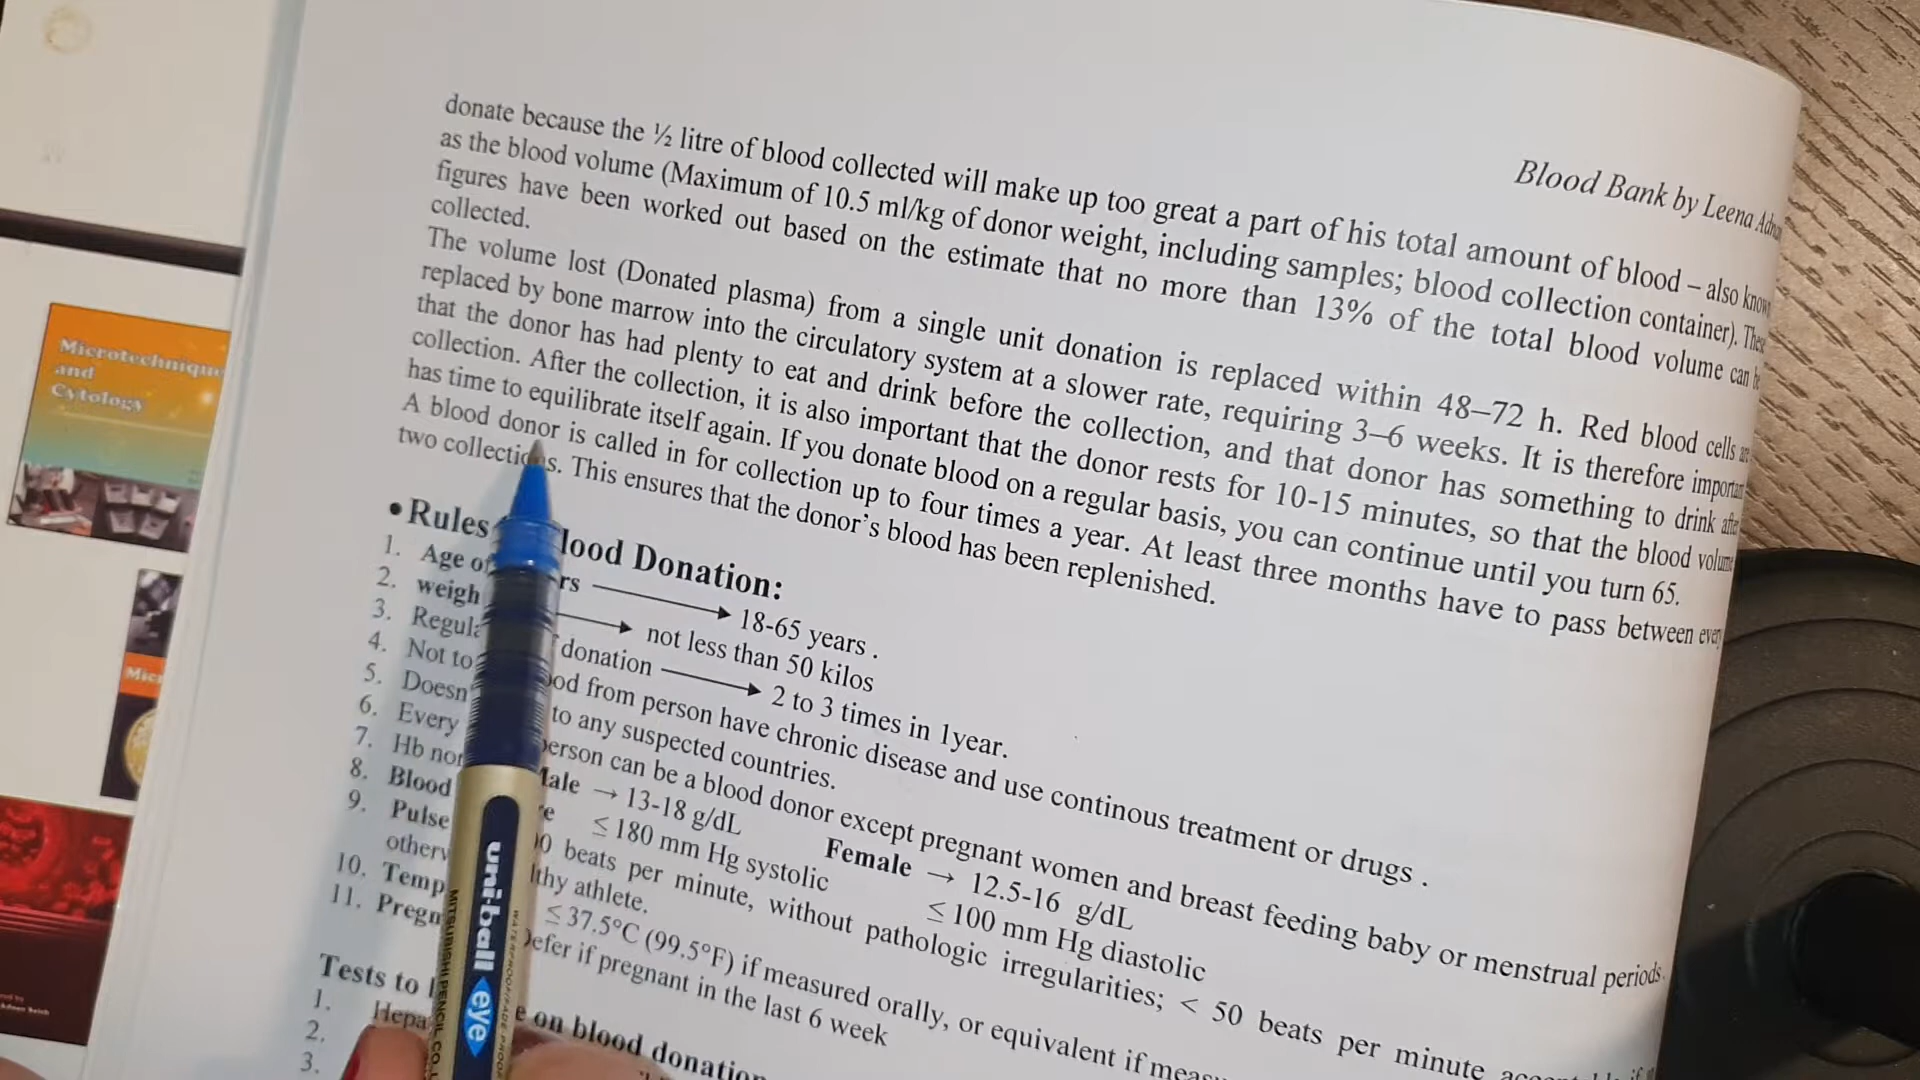 Blood Bank by Leena
donate because the ½ litre of blood collected will make up too great a part of his total amount of blood – also known
as the blood volume (Maximum of 10.5 ml/kg of donor weight, including samples; blood collection container). These
figures have been worked out based on the estimate that no more than 13% of the total blood volume can be
collected.
The volume lost (Donated plasma) from a single unit donation is replaced within 48–72 h. Red blood cells are
replaced by bone marrow into the circulatory system at a slower rate, requiring 3–6 weeks. It is therefore important
that the donor has had plenty to eat and drink before the collection, and that donor has something to drink after
collection. After the collection, it is also important that the donor rests for 10-15 minutes, so that the blood volume
has time to equilibrate itself again. If you donate blood on a regular basis, you can continue until you turn 65.
A blood donor is called in for collection up to four times a year. At least three months have to pass between every
two collections. This ensures that the donor's blood has been replenished.
• Rules Blood Donation:
1. Age of → 18-65 years .
2. weigh → not less than 50 kilos
3. Regul donation → 2 to 3 times in 1year.
4. Not to from person have chronic disease and use continous treatment or drugs .
5. Doesn to any suspected countries.
6. Every person can be a blood donor except pregnant women and breast feeding baby or menstrual periods.
7. Hb Male → 13-18 g/dL Female → 12.5-16 g/dL
8. Blood ≤ 180 mm Hg systolic ≤ 100 mm Hg diastolic
9. Pulse beats per minute, without pathologic irregularities; < 50 beats per minute
athlete.
10. Temp ≤ 37.5°C (99.5°F) if measured orally, or equivalent if
11. Pregn Defer if pregnant in the last 6 week
Tests to on blood donation
1. Hepa
2.
3.
Microtechnique
and
Cytology
Micr
uni-ball eye
MITSUBISHI PENCIL CO.